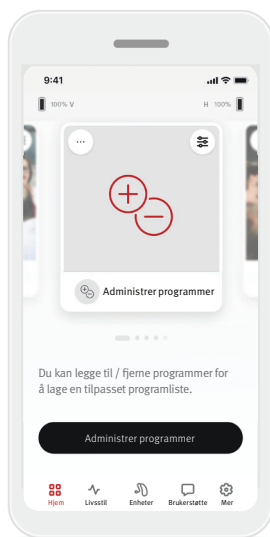 9:41
100% V
H 100%
...
Administrer programmer
Du kan legge til / fjerne programmer for
å lage en tilpasset programliste.
Administrer programmer
Hjem Livsstil Enheter Brukerstøtte Mer